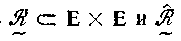 𝓡 ⊂ E × E и 𝓡̂